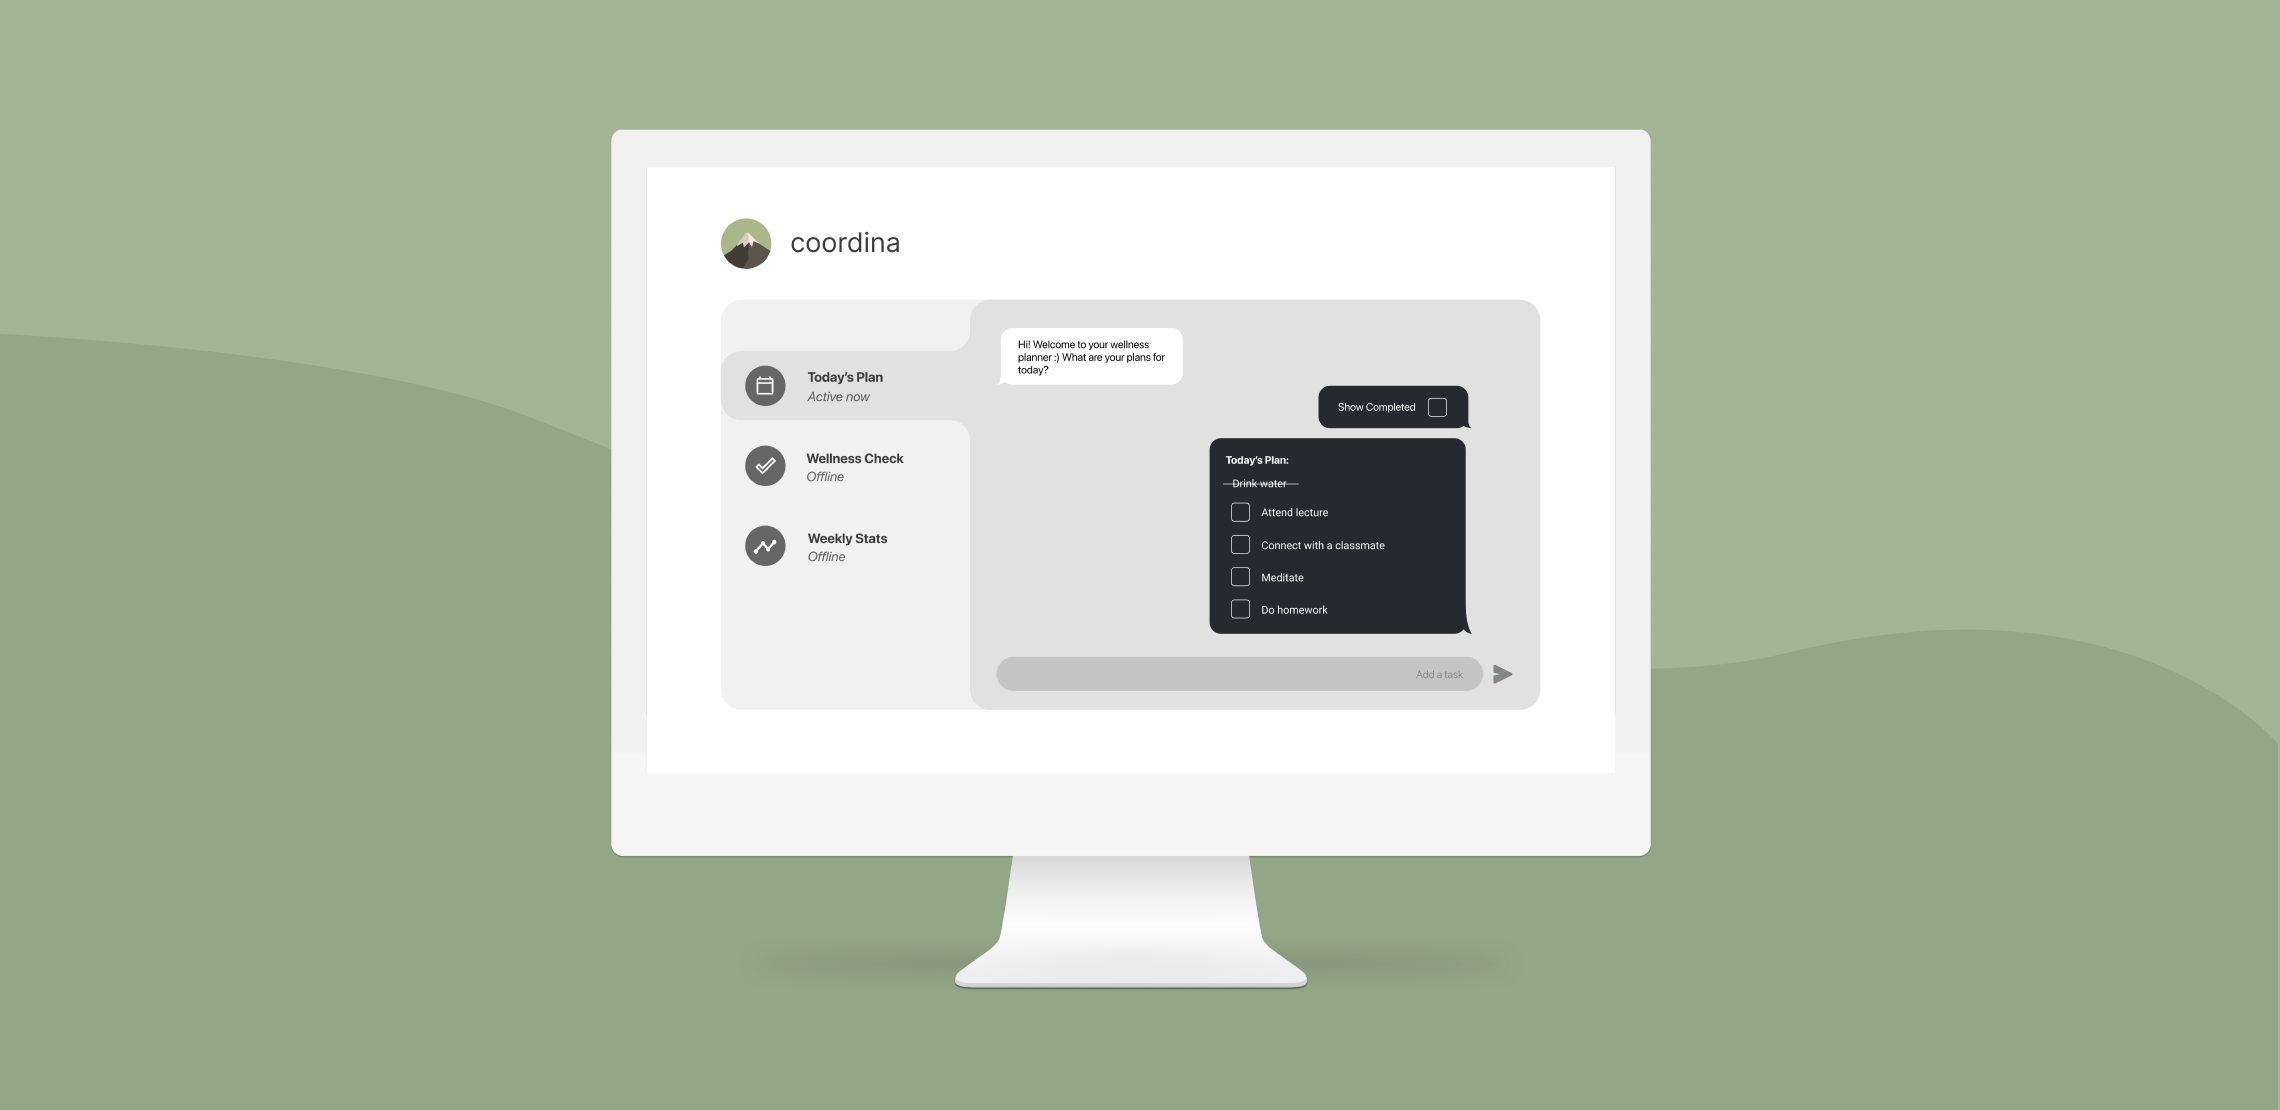 coordina
Today's Plan
Active now
Wellness Check
Offline
Weekly Stats
Offline
Hi! Welcome to your wellness
planner :) What are your plans for
today?
Show Completed
Today's Plan:
Drink water
Attend lecture
Connect with a classmate
Meditate
Do homework
Add a task